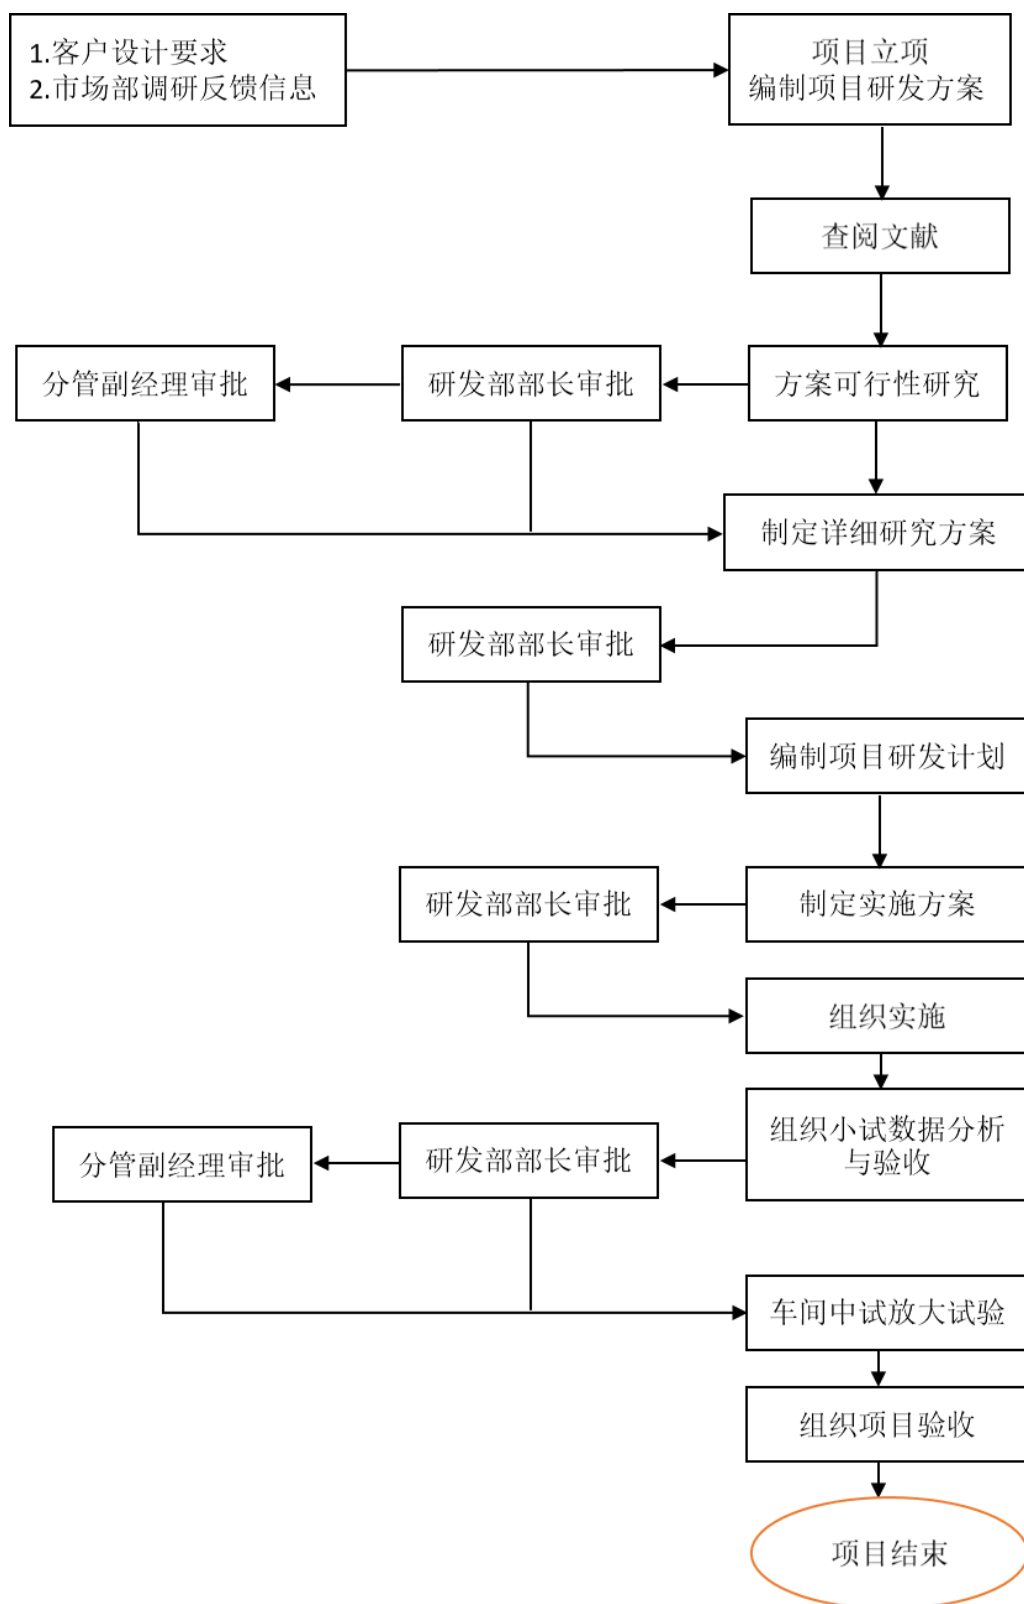 1.客户设计要求
2.市场部调研反馈信息
项目立项
编制项目研发方案
查阅文献
分管副经理审批
研发部部长审批
方案可行性研究
制定详细研究方案
研发部部长审批
编制项目研发计划
研发部部长审批
制定实施方案
组织实施
组织小试数据分析
与验收
分管副经理审批
研发部部长审批
车间中试放大试验
组织项目验收
项目结束